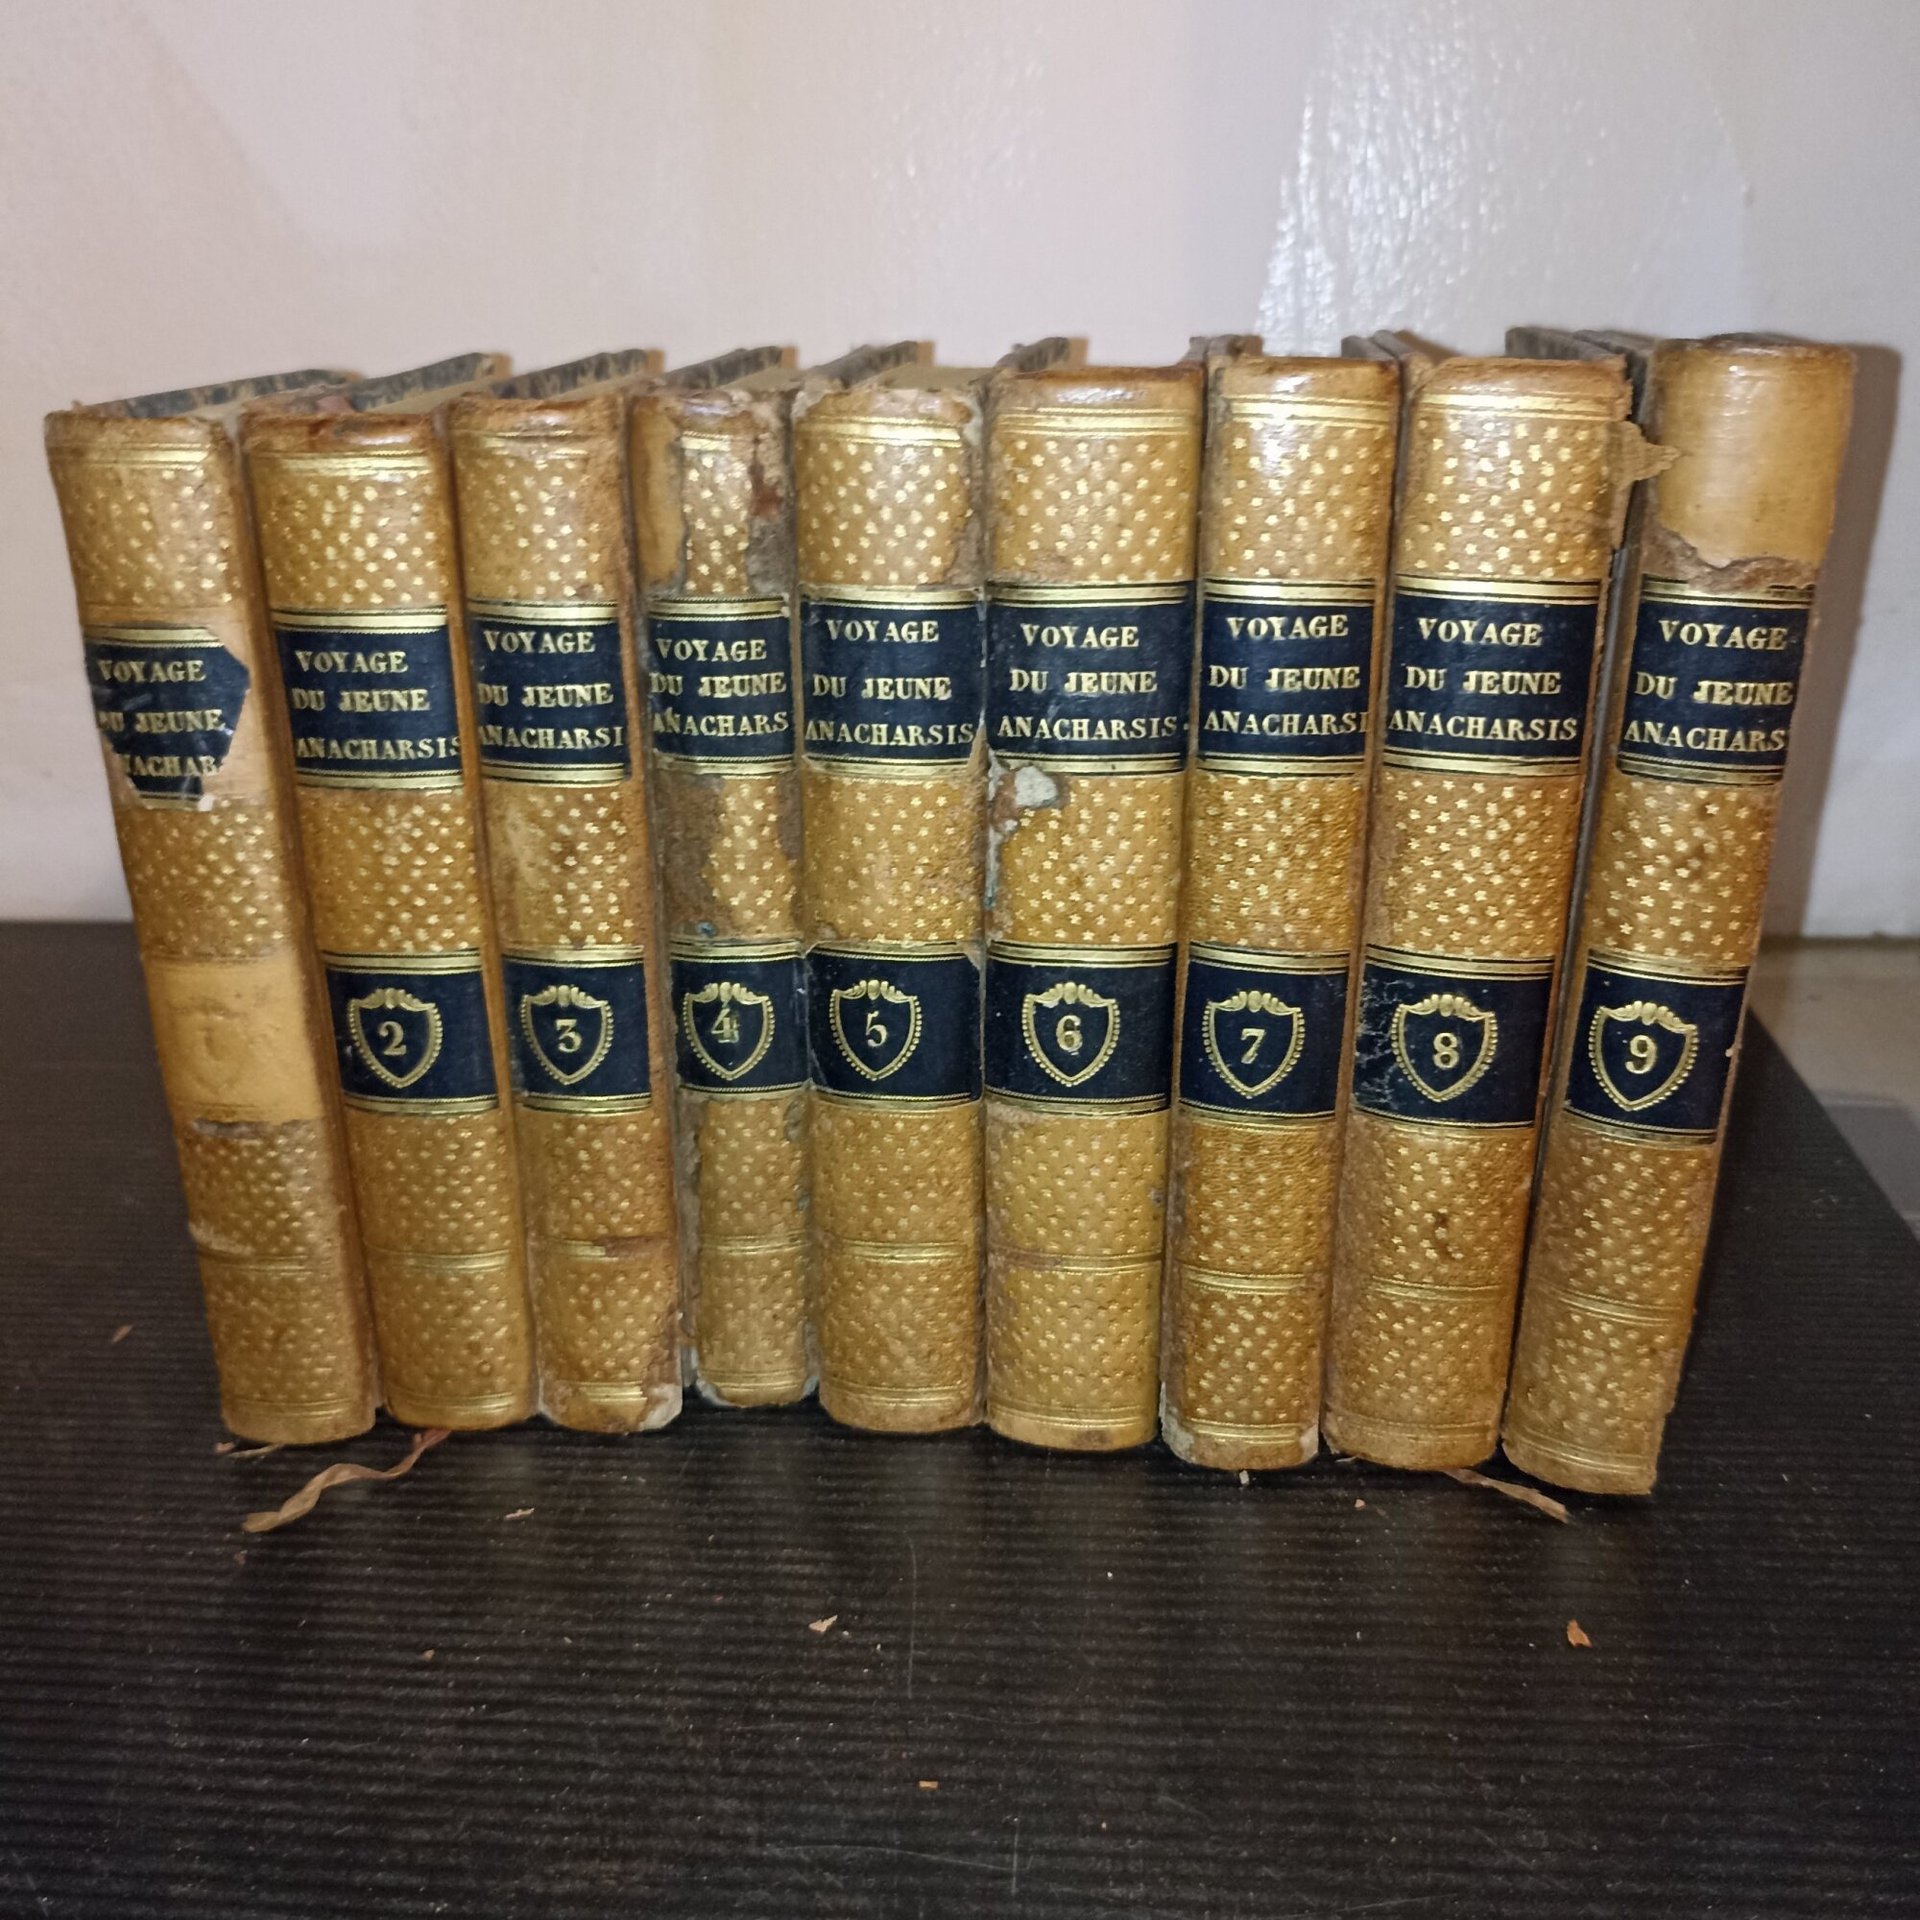 VOYAGE
DU JEUNE
NACHAR
VOYAGE
DU JEUNE
ANACHARSIS
2
VOYAGE
DU JEUNE
ANACHARSI
3
VOYAGE
DU JEUNE
ANACHARS
4
VOYAGE
DU JEUNE
ANACHARSIS
5
VOYAGE
DU JEUNE
ANACHARSIS
6
VOYAGE
DU JEUNE
ANACHARSI
7
VOYAGE
DU JEUNE
ANACHARSIS
8
VOYAGE
DU JEUNE
ANACHARS
9